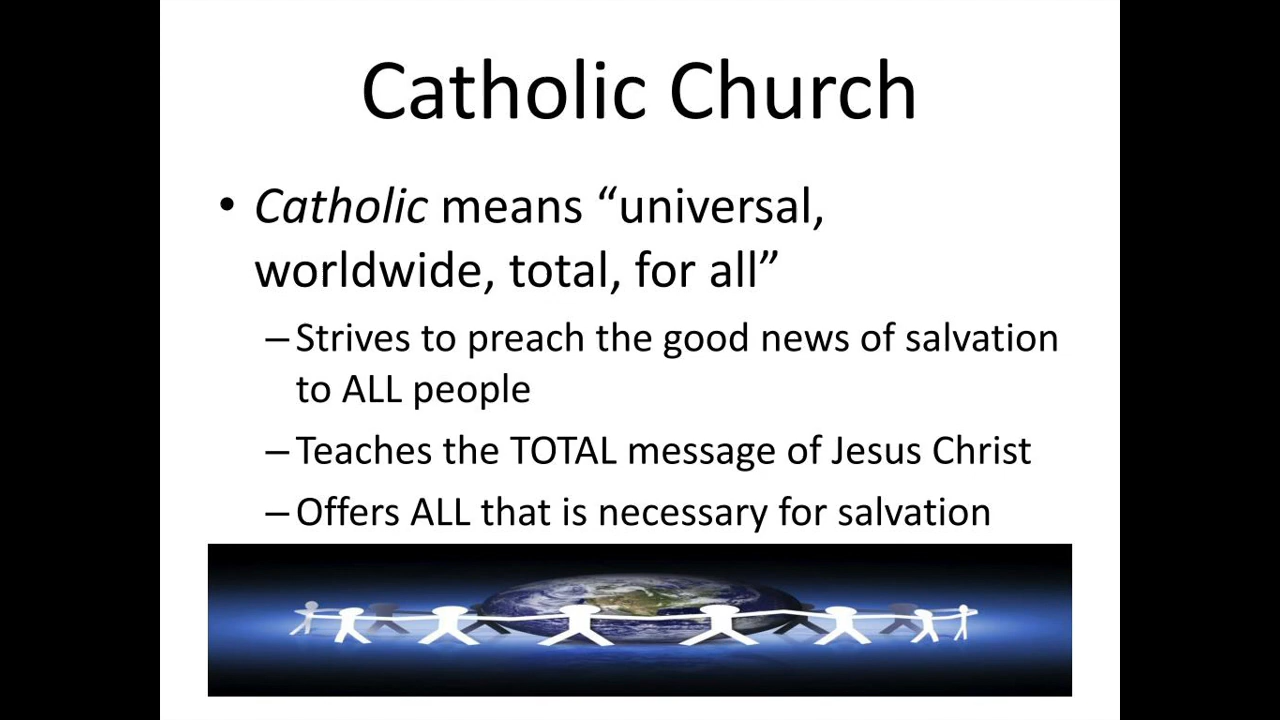 Catholic Church
• Catholic means “universal,
worldwide, total, for all”
– Strives to preach the good news of salvation
to ALL people
– Teaches the TOTAL message of Jesus Christ
– Offers ALL that is necessary for salvation